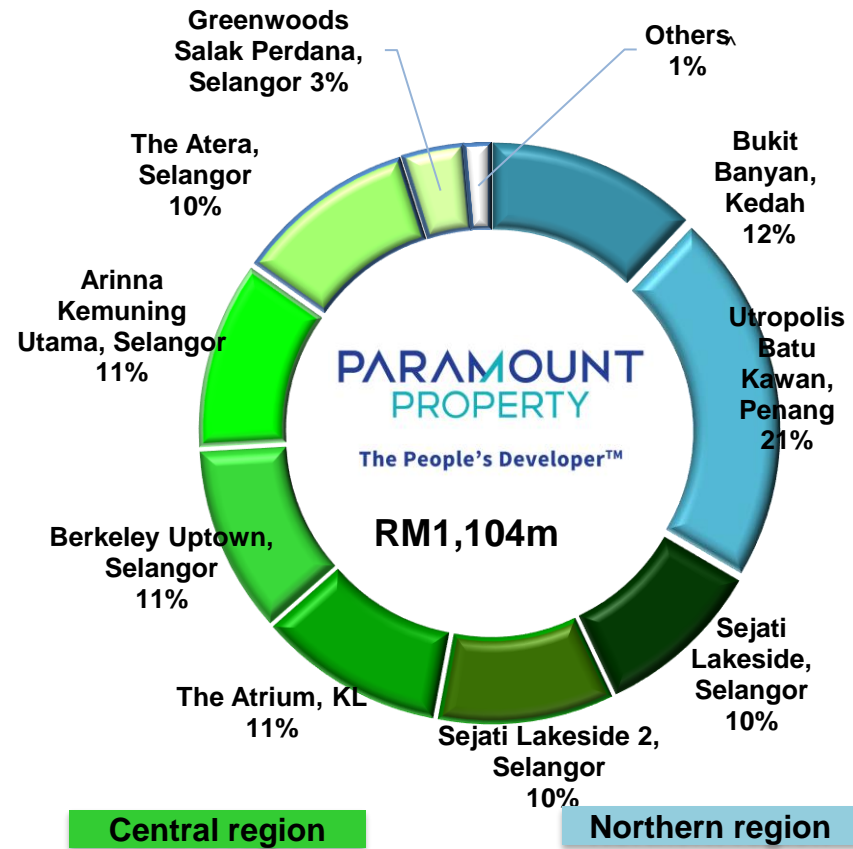 Greenwoods
Salak Perdana,
Selangor 3%
Others^
1%
Bukit
Banyan,
Kedah
12%
The Atera,
Selangor
10%
Arinna
Kemuning
Utama, Selangor
11%
Utropolis
Batu
Kawan,
Penang
21%
PARAMOUNT
PROPERTY
The People's Developer™
RM1,104m
Berkeley Uptown,
Selangor
11%
Sejati
Lakeside,
Selangor
10%
The Atrium, KL
11%
Sejati Lakeside 2,
Selangor
10%
Central region
Northern region